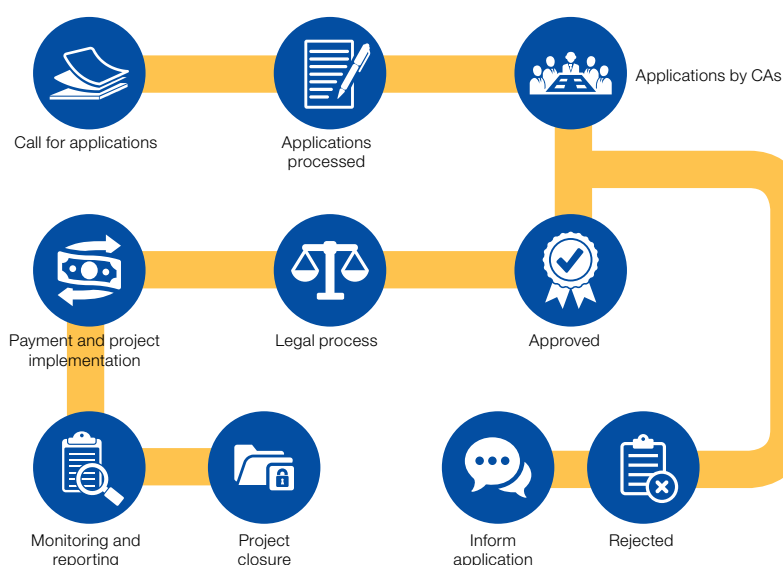 Call for applications
Applications
processed
Applications by CAs
Payment and project
implementation
Legal process
Approved
Monitoring and
reporting
Project
closure
Inform
application
Rejected